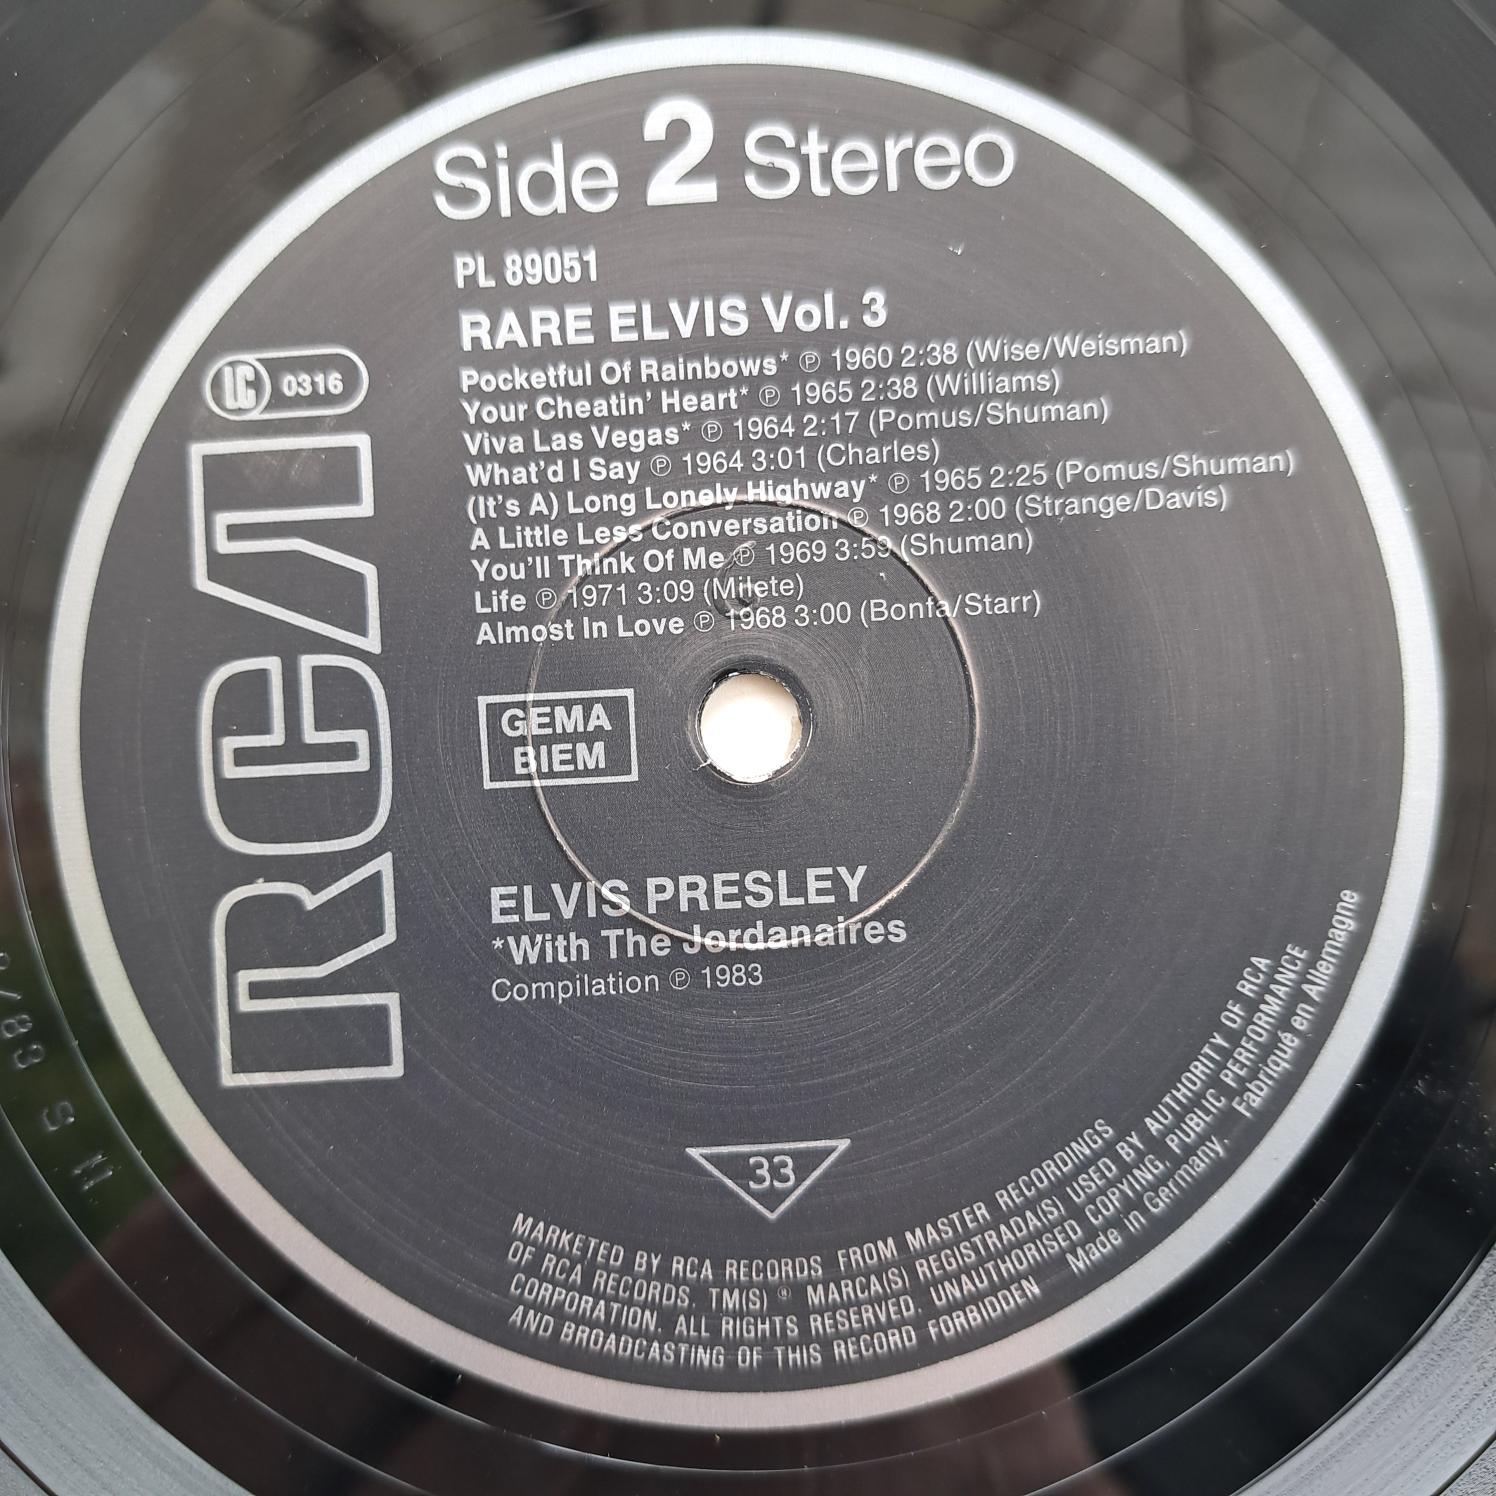 Side 2 Stereo
PL 89051
RARE ELVIS Vol. 3
Pocketful Of Rainbows* Ⓟ 1960 2:38 (Wise/Weisman)
Your Cheatin' Heart* Ⓟ 1965 2:38 (Williams)
Viva Las Vegas* Ⓟ 1964 2:17 (Pomus/Shuman)
What'd I Say Ⓟ 1964 3:01 (Charles)
(It's A) Long Lonely Highway* Ⓟ 1965 2:25 (Pomus/Shuman)
A Little Less Conversation Ⓟ 1968 2:00 (Strange/Davis)
You'll Think Of Me Ⓟ 1969 3:59 (Shuman)
Life Ⓟ 1971 3:09 (Milete)
Almost In Love Ⓟ 1968 3:00 (Bonfa/Starr)
LC 0316
RCA
GEMA
BIEM
ELVIS PRESLEY
*With The Jordanaires
Compilation Ⓟ 1983
33
MARKETED BY RCA RECORDS FROM MASTER RECORDINGS
OF RCA RECORDS. TM(S) ® MARCA(S) REGISTRADA(S) USED BY AUTHORITY OF RCA
CORPORATION. ALL RIGHTS RESERVED. UNAUTHORISED COPYING, PUBLIC PERFORMANCE
AND BROADCASTING OF THIS RECORD FORBIDDEN Made in Germany. Fabriqué en Allemagne